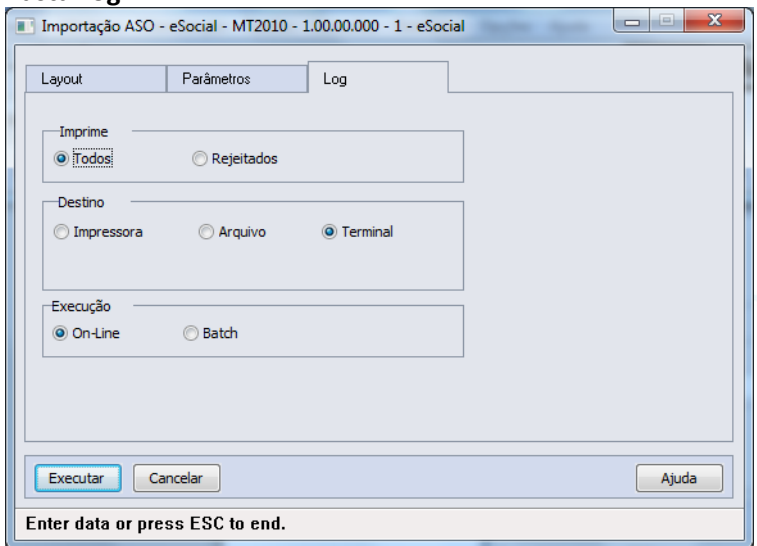 Importação ASO - eSocial - MT2010 - 1.00.00.000 - 1 - eSocial
Layout Parâmetros Log
Imprime
Todos Rejeitados
Destino
Impressora Arquivo Terminal
Execução
On-Line Batch
Executar Cancelar Ajuda
Enter data or press ESC to end.